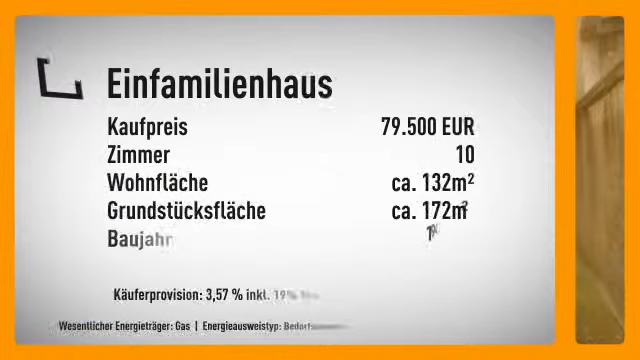 Einfamilienhaus
Kaufpreis 79.500 EUR
Zimmer 10
Wohnfläche ca. 132m²
Grundstücksfläche ca. 172m²
Baujahr
Käuferprovision: 3,57 % inkl. 19%
Wesentlicher Energieträger: Gas | Energieausweistyp: